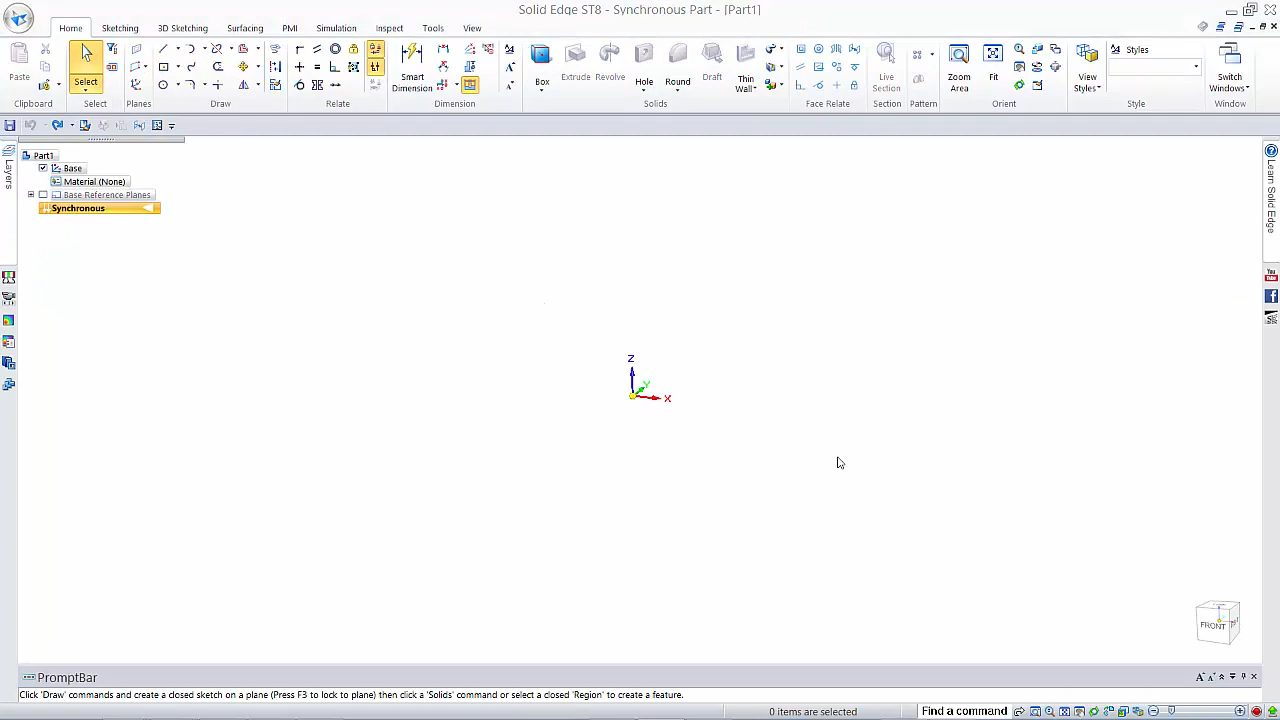 Solid Edge ST8 - Synchronous Part - [Part1]
Home Sketching 3D Sketching Surfacing PMI Simulation Inspect Tools View
Paste Select Smart Dimension Box Extrude Revolve Hole Round Draft Thin Wall Live Section Zoom Area Fit View Styles Styles Switch Windows
Clipboard Select Planes Draw Relate Dimension Solids Face Relate Section Pattern Orient Style Window
Layers
Part1
Base
Material (None)
Base Reference Planes
Synchronous
Learn Solid Edge
You
Z
Y
X
FRONT
PromptBar
Click 'Draw' commands and create a closed sketch on a plane (Press F3 to lock to plane) then click a 'Solids' command or select a closed 'Region' to create a feature.
0 items are selected
Find a command